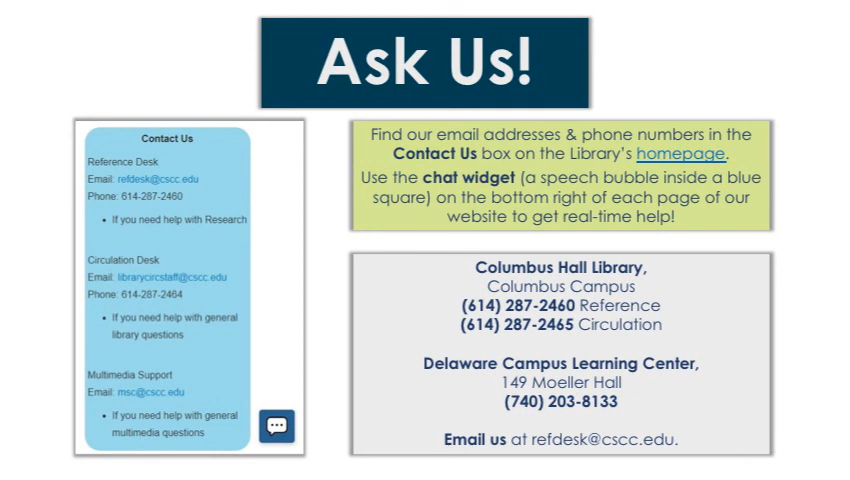 Ask Us!
Contact Us
Reference Desk
Email: refdesk@cscc.edu
Phone: 614-287-2460
• If you need help with Research
Circulation Desk
Email: librarycircstaff@cscc.edu
Phone: 614-287-2464
• If you need help with general
library questions
Multimedia Support
Email: msc@cscc.edu
• If you need help with general
multimedia questions
Find our email addresses & phone numbers in the
Contact Us box on the Library's homepage.
Use the chat widget (a speech bubble inside a blue
square) on the bottom right of each page of our
website to get real-time help!
Columbus Hall Library,
Columbus Campus
(614) 287-2460 Reference
(614) 287-2465 Circulation
Delaware Campus Learning Center,
149 Moeller Hall
(740) 203-8133
Email us at refdesk@cscc.edu.